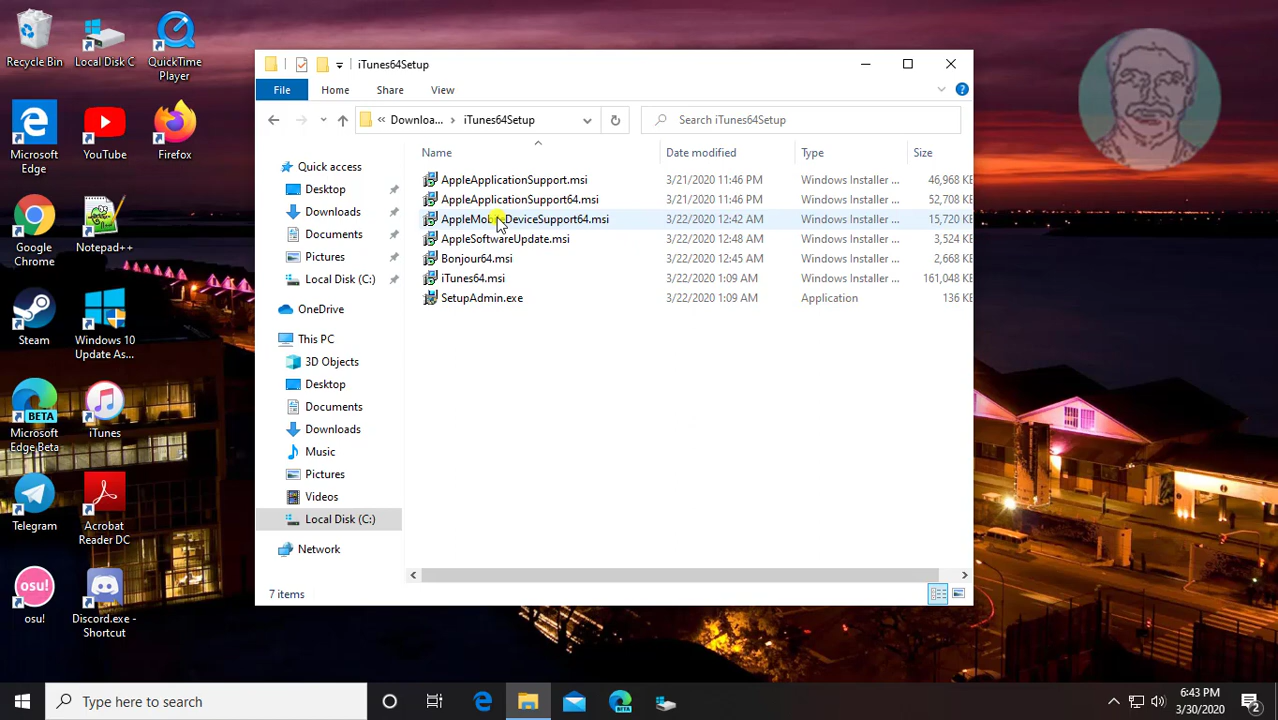 Recycle Bin
Local Disk C
QuickTime
Player
Microsoft
Edge
YouTube
Firefox
Google
Chrome
Notepad++
Steam
Windows 10
Update As...
BETA
Microsoft
Edge Beta
iTunes
Telegram
Acrobat
Reader DC
osu!
osu!
Discord.exe -
Shortcut
iTunes64Setup
File
Home
Share
View
« Downloa... > iTunes64Setup
Search iTunes64Setup
Quick access
Desktop
Downloads
Documents
Pictures
Local Disk (C:)
OneDrive
This PC
3D Objects
Desktop
Documents
Downloads
Music
Pictures
Videos
Local Disk (C:)
Network
Name Date modified Type Size
AppleApplicationSupport.msi 3/21/2020 11:46 PM Windows Installer ... 46,968 KB
AppleApplicationSupport64.msi 3/21/2020 11:46 PM Windows Installer ... 52,708 KB
AppleMobileDeviceSupport64.msi 3/22/2020 12:42 AM Windows Installer ... 15,720 KB
AppleSoftwareUpdate.msi 3/22/2020 12:48 AM Windows Installer ... 3,524 KB
Bonjour64.msi 3/22/2020 12:45 AM Windows Installer ... 2,668 KB
iTunes64.msi 3/22/2020 1:09 AM Windows Installer ... 161,048 KB
SetupAdmin.exe 3/22/2020 1:09 AM Application 136 KB
7 items
Type here to search
BETA
6:43 PM
3/30/2020
2